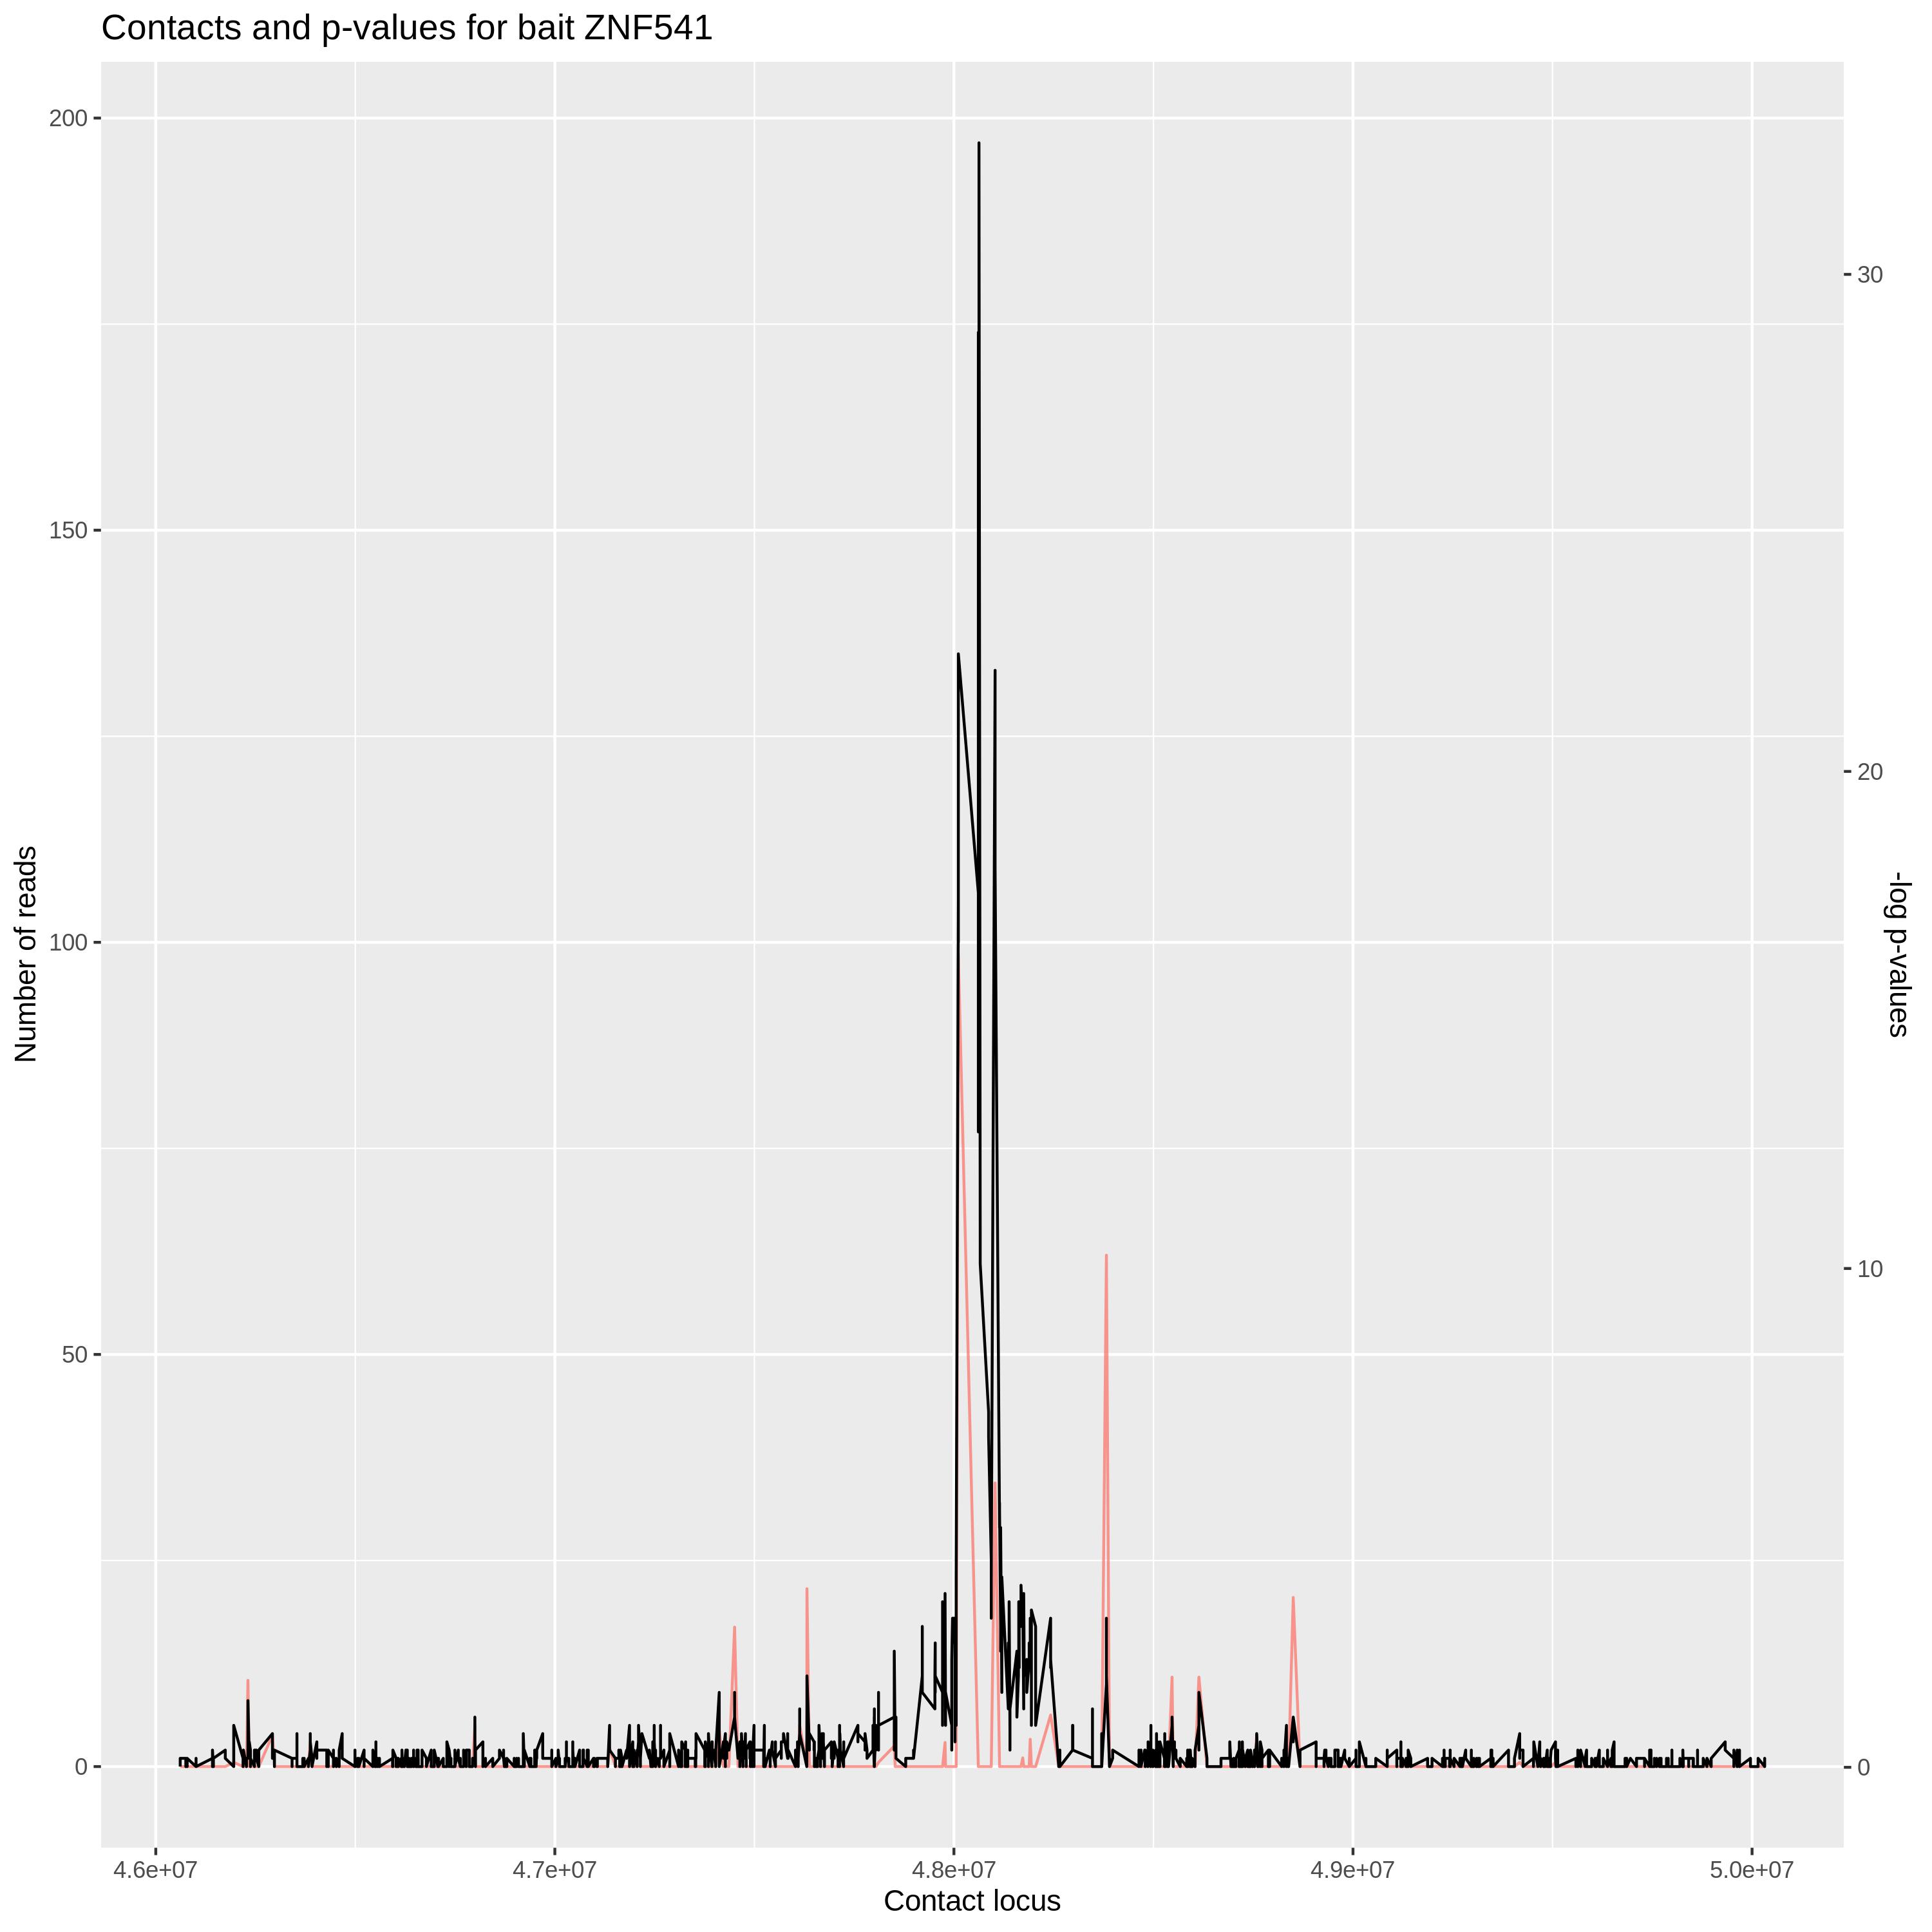 Contacts and p-values for bait ZNF541
200
150
100
50
0
Number of reads
30
20
10
0
-log p-values
4.6e+07
4.7e+07
4.8e+07
4.9e+07
5.0e+07
Contact locus